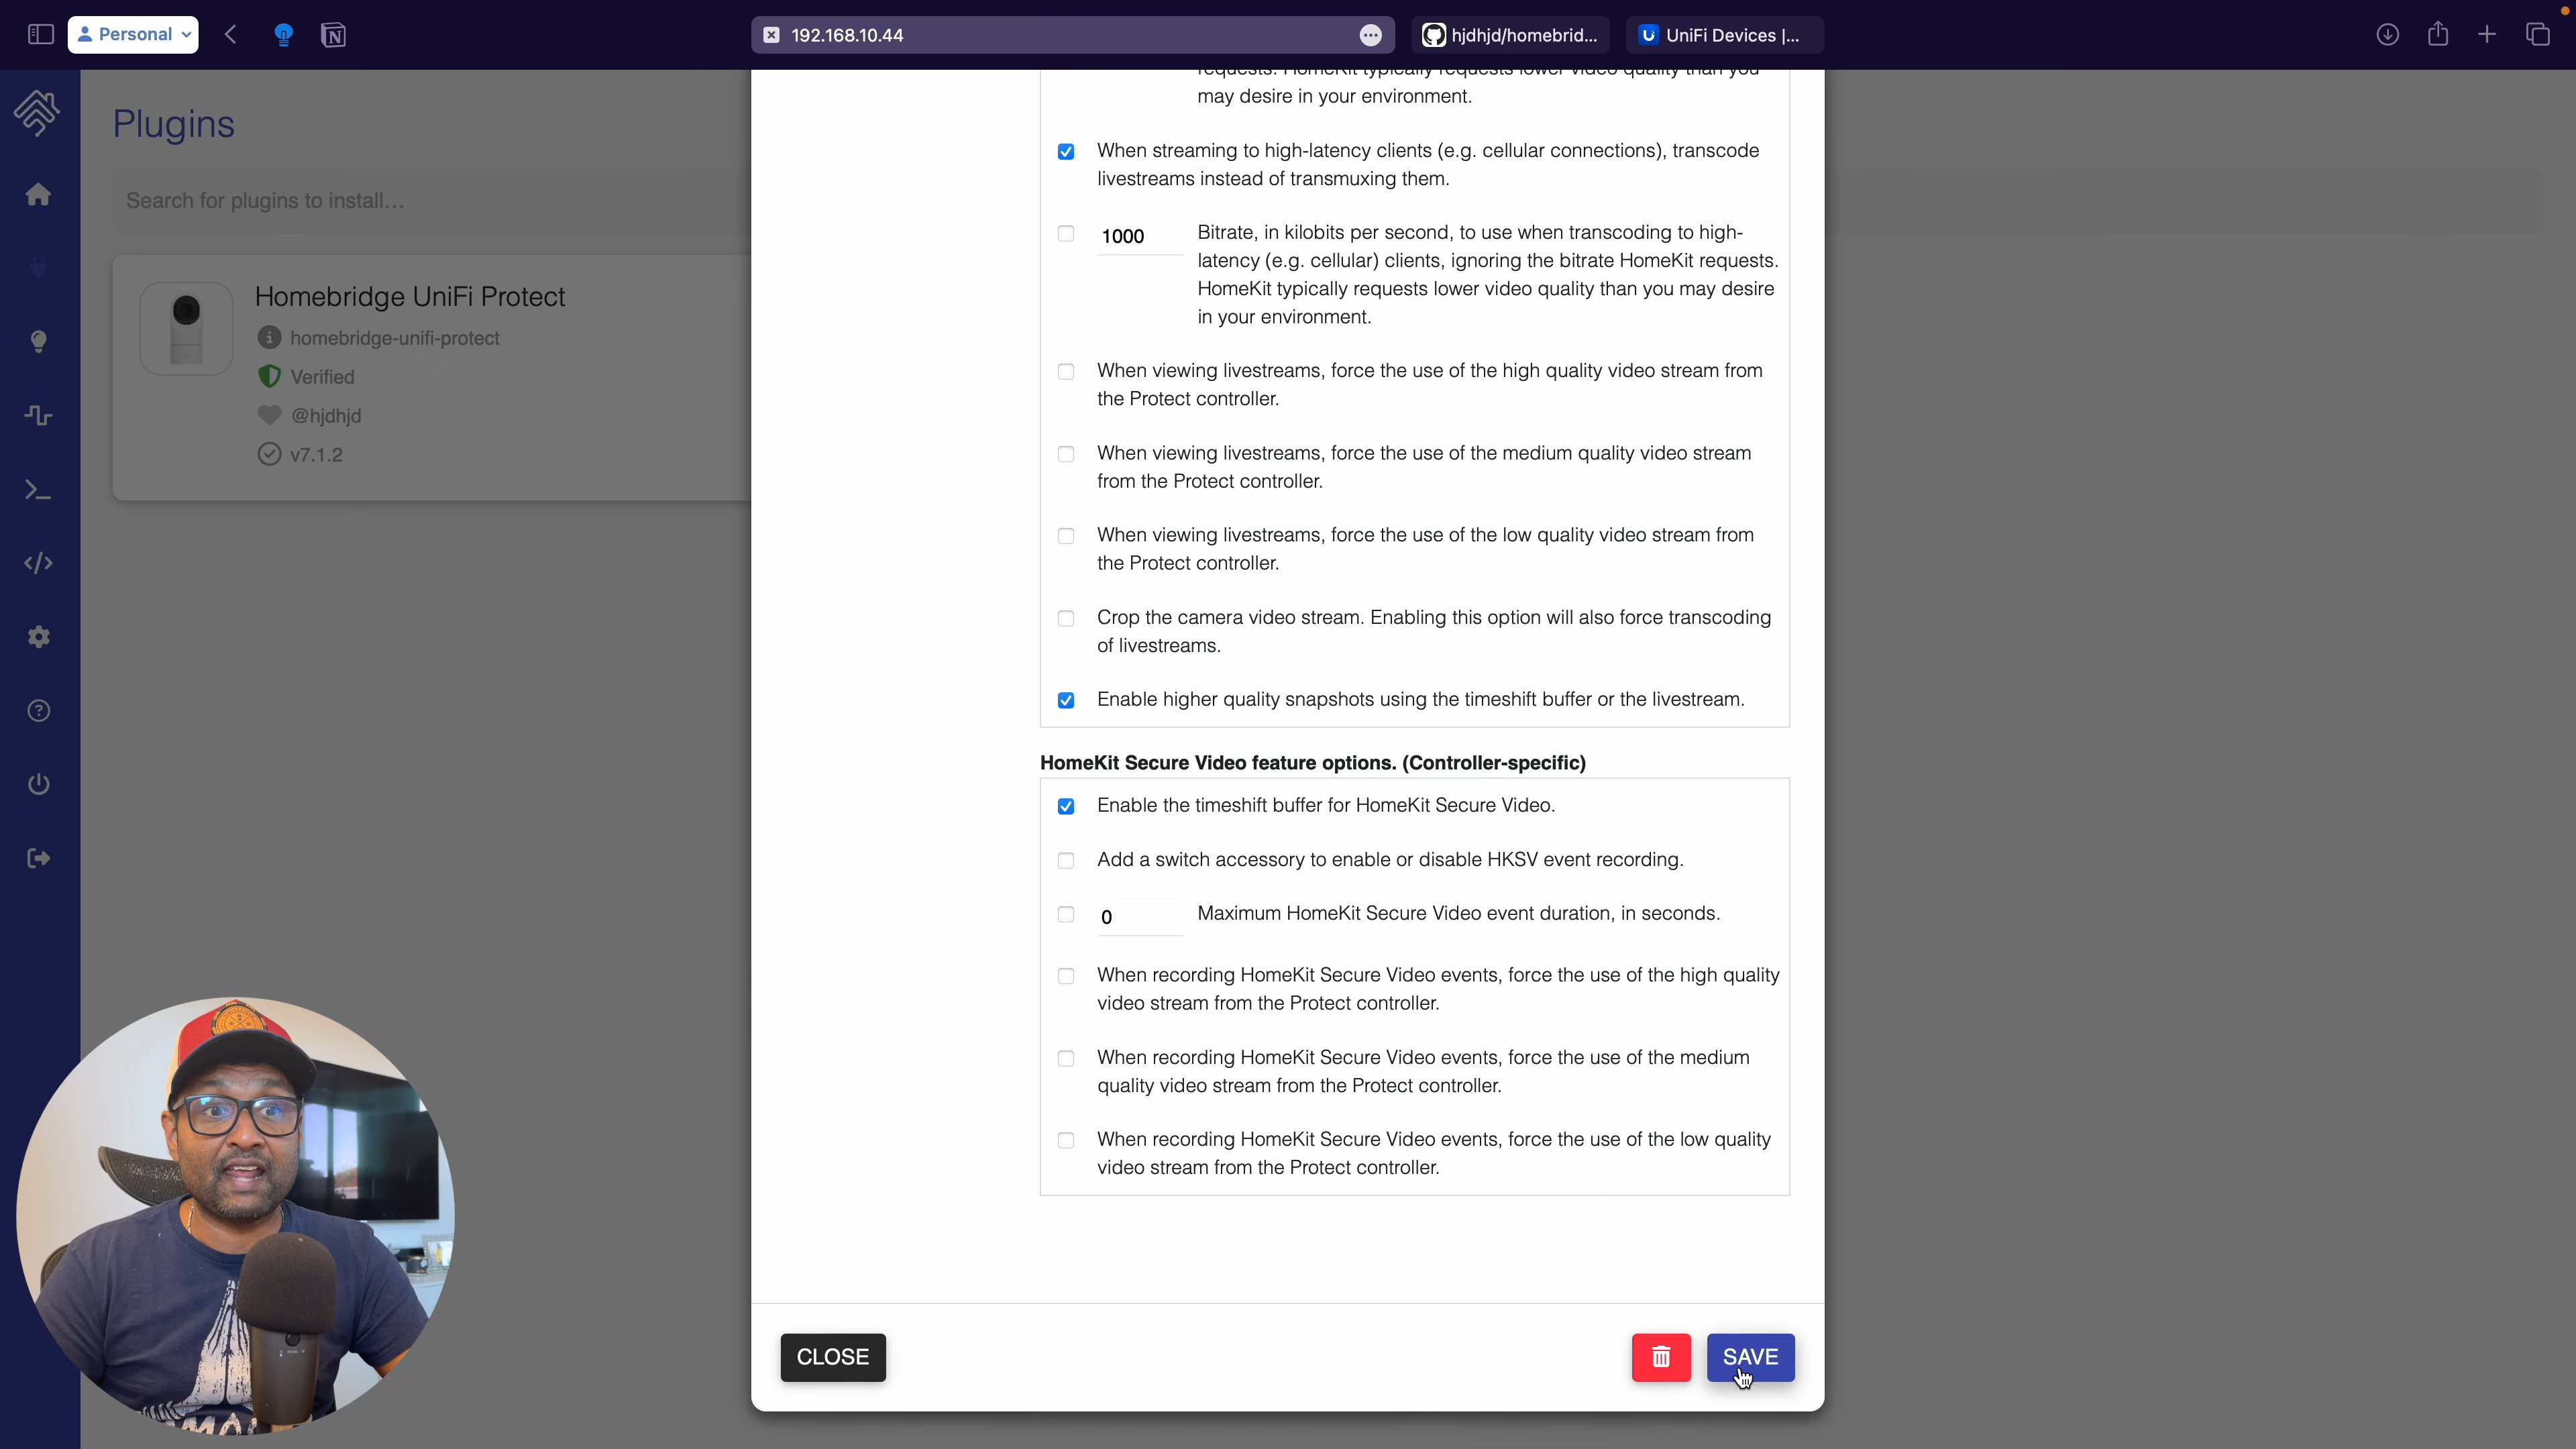 Personal
192.168.10.44
hjdhjd/homebrid...
UniFi Devices |...
Plugins
Search for plugins to install...
Homebridge UniFi Protect
homebridge-unifi-protect
Verified
@hjdhjd
v7.1.2
requests. HomeKit typically requests lower video quality than you
may desire in your environment.
When streaming to high-latency clients (e.g. cellular connections), transcode
livestreams instead of transmuxing them.
1000
Bitrate, in kilobits per second, to use when transcoding to high-
latency (e.g. cellular) clients, ignoring the bitrate HomeKit requests.
HomeKit typically requests lower video quality than you may desire
in your environment.
When viewing livestreams, force the use of the high quality video stream from
the Protect controller.
When viewing livestreams, force the use of the medium quality video stream
from the Protect controller.
When viewing livestreams, force the use of the low quality video stream from
the Protect controller.
Crop the camera video stream. Enabling this option will also force transcoding
of livestreams.
Enable higher quality snapshots using the timeshift buffer or the livestream.
HomeKit Secure Video feature options. (Controller-specific)
Enable the timeshift buffer for HomeKit Secure Video.
Add a switch accessory to enable or disable HKSV event recording.
0
Maximum HomeKit Secure Video event duration, in seconds.
When recording HomeKit Secure Video events, force the use of the high quality
video stream from the Protect controller.
When recording HomeKit Secure Video events, force the use of the medium
quality video stream from the Protect controller.
When recording HomeKit Secure Video events, force the use of the low quality
video stream from the Protect controller.
CLOSE
SAVE